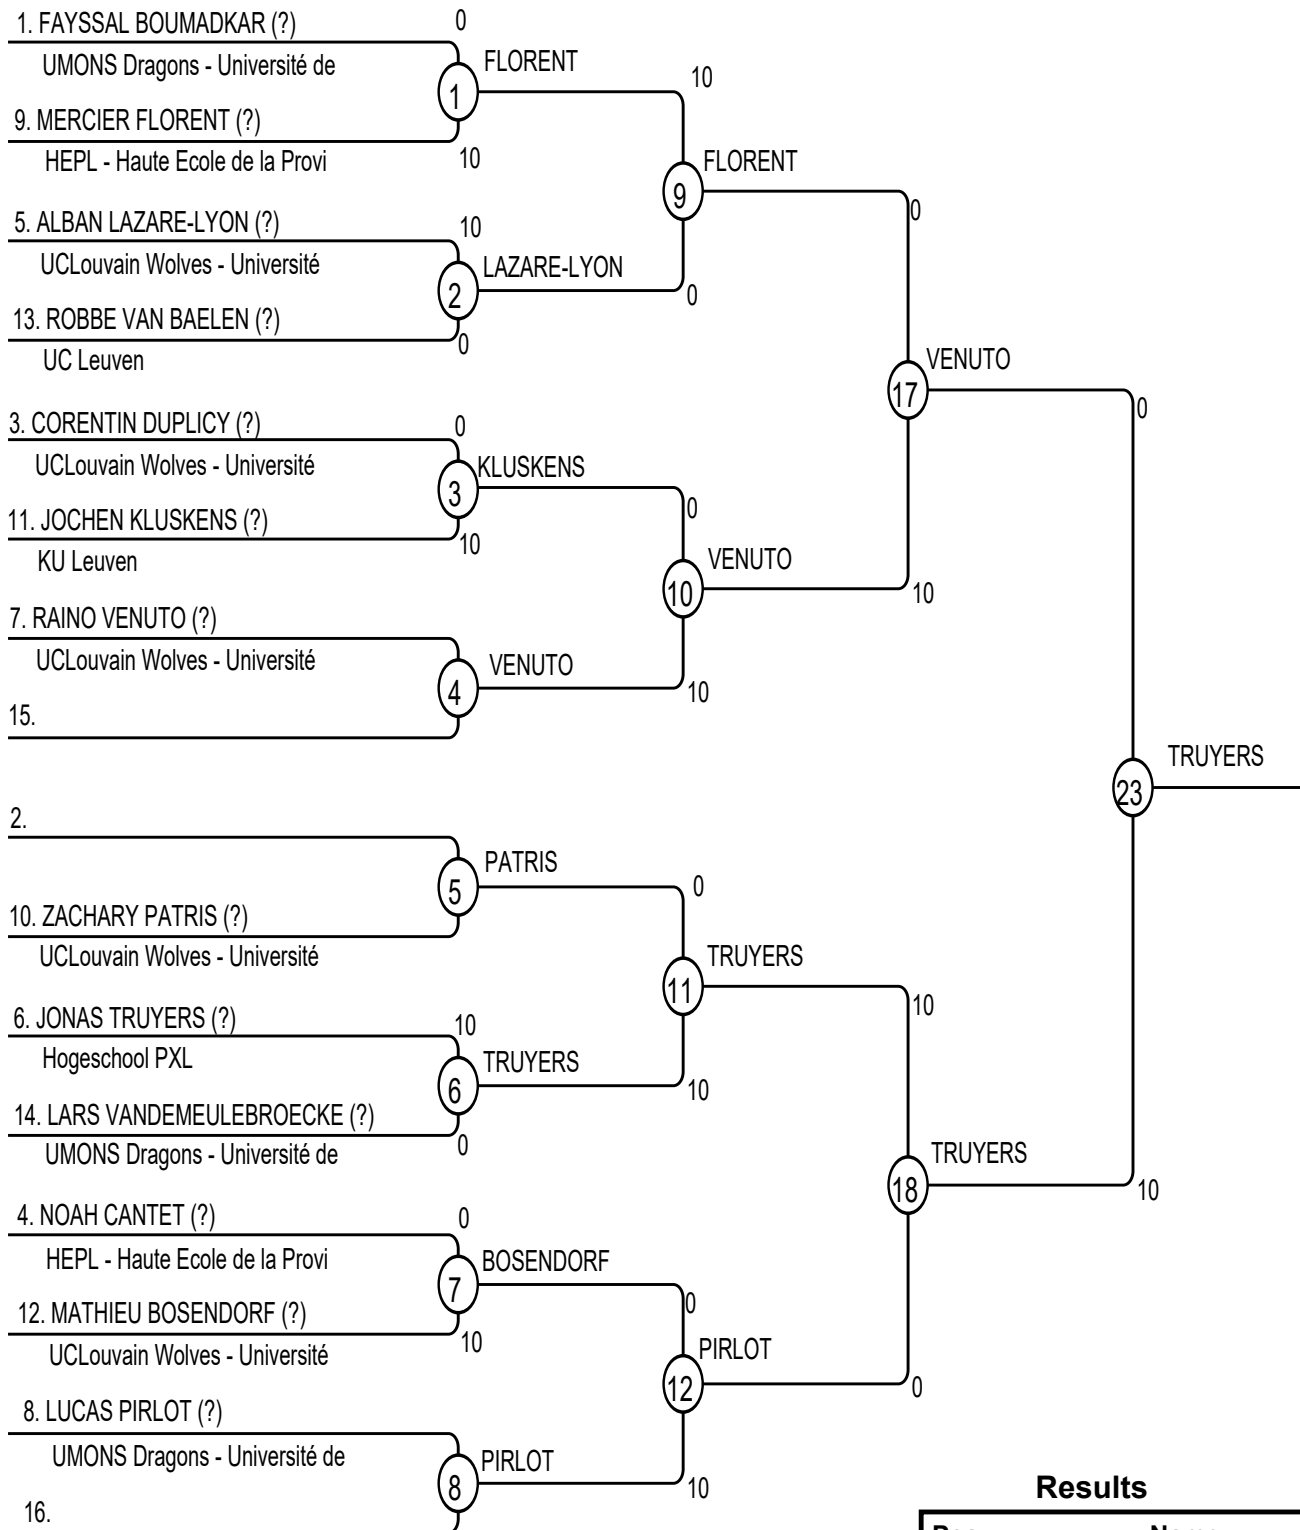 1. FAYSSAL BOUMADKAR (?)
0
UMONS Dragons - Université de
1
FLORENT
10
9. MERCIER FLORENT (?)
10
HEPL - Haute Ecole de la Provi
9
FLORENT
0
5. ALBAN LAZARE-LYON (?)
10
UCLouvain Wolves - Université
2
LAZARE-LYON
0
13. ROBBE VAN BAELEN (?)
0
UC Leuven
17
VENUTO
0
3. CORENTIN DUPLICY (?)
0
UCLouvain Wolves - Université
3
KLUSKENS
0
11. JOCHEN KLUSKENS (?)
10
KU Leuven
10
VENUTO
10
7. RAINO VENUTO (?)
UCLouvain Wolves - Université
4
VENUTO
10
15.
23
TRUYERS
2.
5
PATRIS
0
10. ZACHARY PATRIS (?)
UCLouvain Wolves - Université
11
TRUYERS
10
6. JONAS TRUYERS (?)
10
Hogeschool PXL
6
TRUYERS
10
14. LARS VANDEMEULEBROECKE (?)
0
UMONS Dragons - Université de
18
TRUYERS
10
4. NOAH CANTET (?)
0
HEPL - Haute Ecole de la Provi
7
BOSENDORF
0
12. MATHIEU BOSENDORF (?)
10
UCLouvain Wolves - Université
12
PIRLOT
0
8. LUCAS PIRLOT (?)
UMONS Dragons - Université de
8
PIRLOT
10
16.
Results